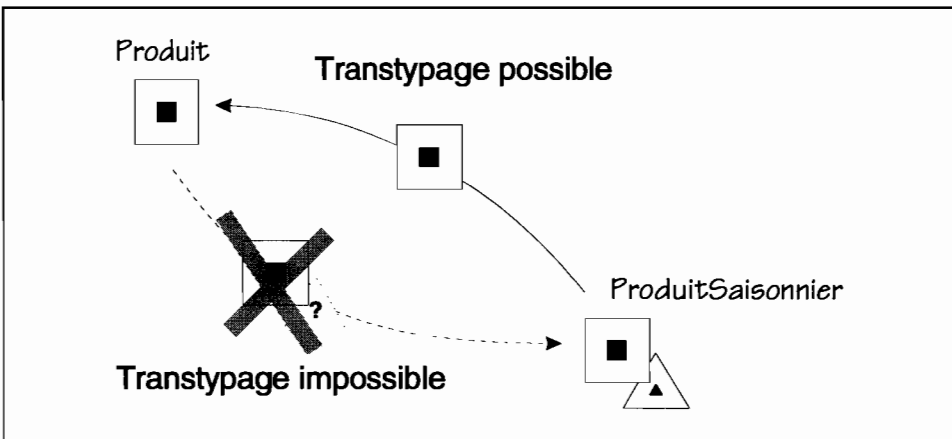 Produit
Transtypage possible
ProduitSaisonnier
?
Transtypage impossible